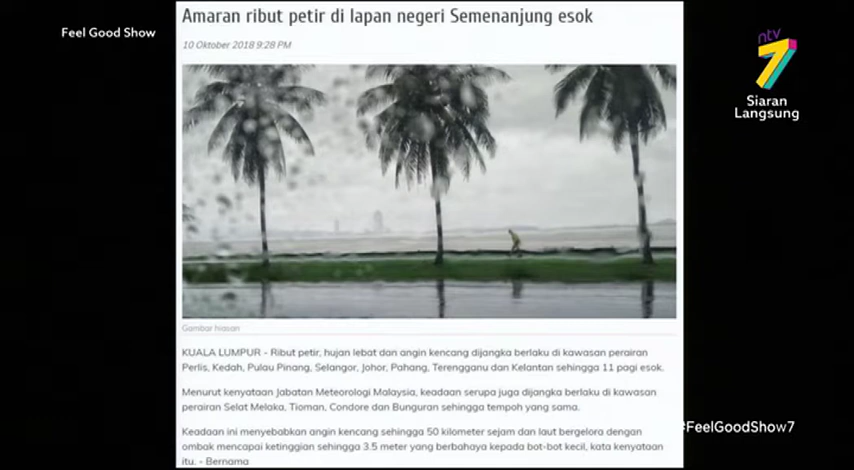 Feel Good Show
Amaran ribut petir di lapan negeri Semenanjung esok
10 Oktober 2018 9:28 PM
ntv
7
Siaran
Langsung
Gambar hiasan
KUALA LUMPUR - Ribut petir, hujan lebat dan angin kencang dijangka berlaku di kawasan perairan
Perlis, Kedah, Pulau Pinang, Selangor, Johor, Pahang, Terengganu dan Kelantan sehingga 11 pagi esok.
Menurut kenyataan Jabatan Meteorologi Malaysia, keadaan serupa juga dijangka berlaku di kawasan
perairan Selat Melaka, Tioman, Condore dan Bunguran sehingga tempoh yang sama.
Keadaan ini menyebabkan angin kencang sehingga 50 kilometer sejam dan laut bergelora dengan
ombak mencapai ketinggian sehingga 3.5 meter yang berbahaya kepada bot-bot kecil, kata kenyataan
itu. - Bernama
#FeelGoodShow7